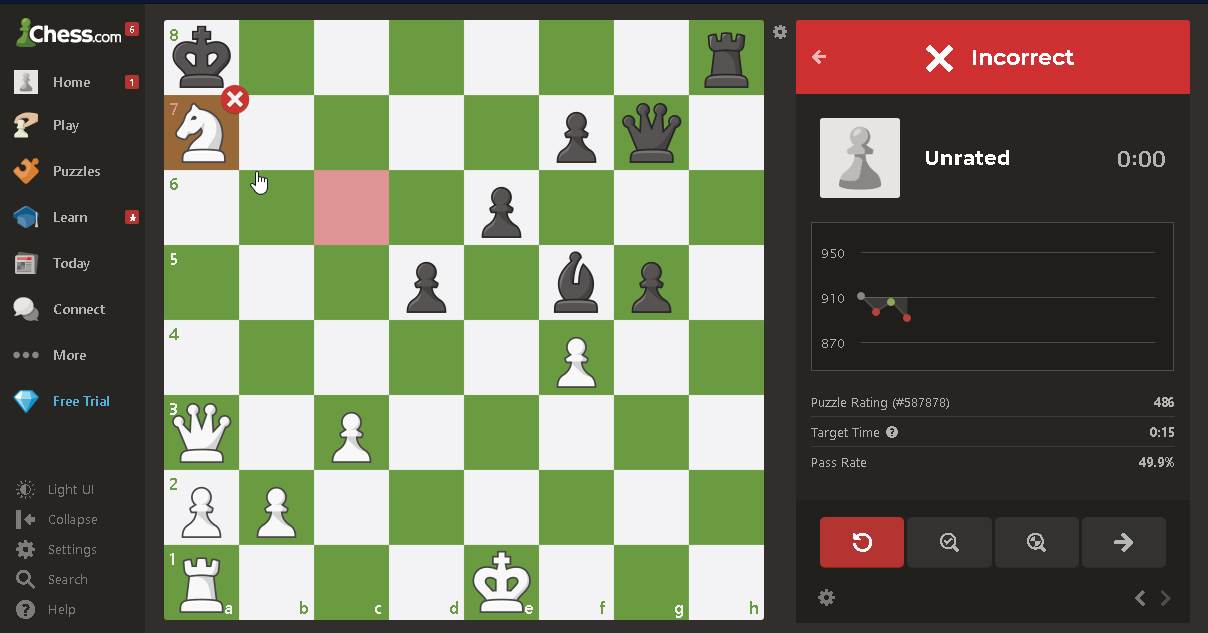 Chess.com 6
Home 1
Play
Puzzles
Learn
Today
Connect
More
Free Trial
Light UI
Collapse
Settings
Search
Help
8
7
6
5
4
3
2
1
a b c d e f g h
Incorrect
Unrated 0:00
950
910
870
Puzzle Rating (#587878) 486
Target Time ? 0:15
Pass Rate 49.9%